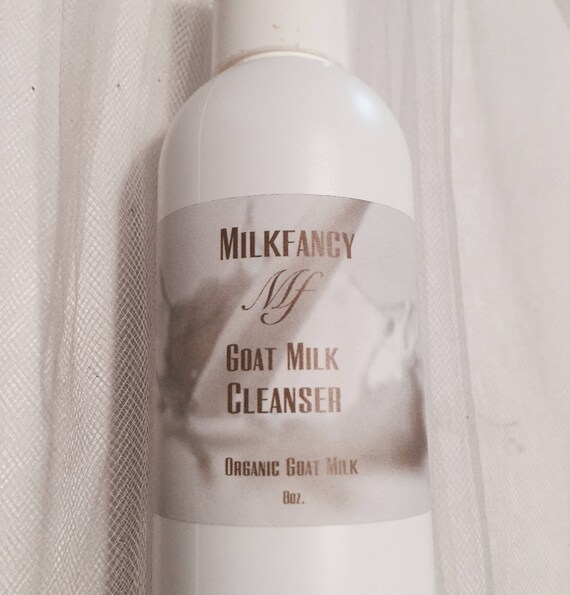 MILKFANCY
Mf
GOAT MILK
CLEANSER
ORGANIC GOAT MILK
8oz.